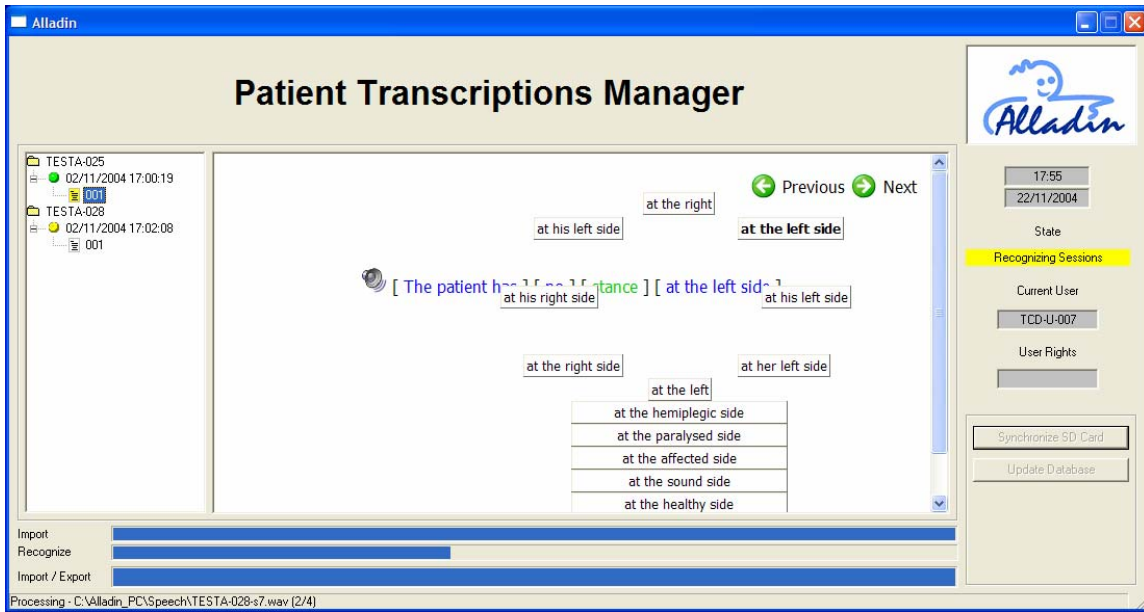 Alladin
Patient Transcriptions Manager
Alladin
TESTA-025
02/11/2004 17:00:19
001
TESTA-028
02/11/2004 17:02:08
001
Previous Next
at the right
at his left side
at the left side
[ The patient has ] [ no ] [ stance ] [ at the left side ]
at his right side
at his left side
at the right side
at her left side
at the left
at the hemiplegic side
at the paralysed side
at the affected side
at the sound side
at the healthy side
17:55
22/11/2004
State
Recognizing Sessions
Current User
TCD-U-007
User Rights
Synchronize SD Card
Update Database
Import
Recognize
Import / Export
Processing - C:\Alladin_PC\Speech\TESTA-028-s7.wav (2/4)